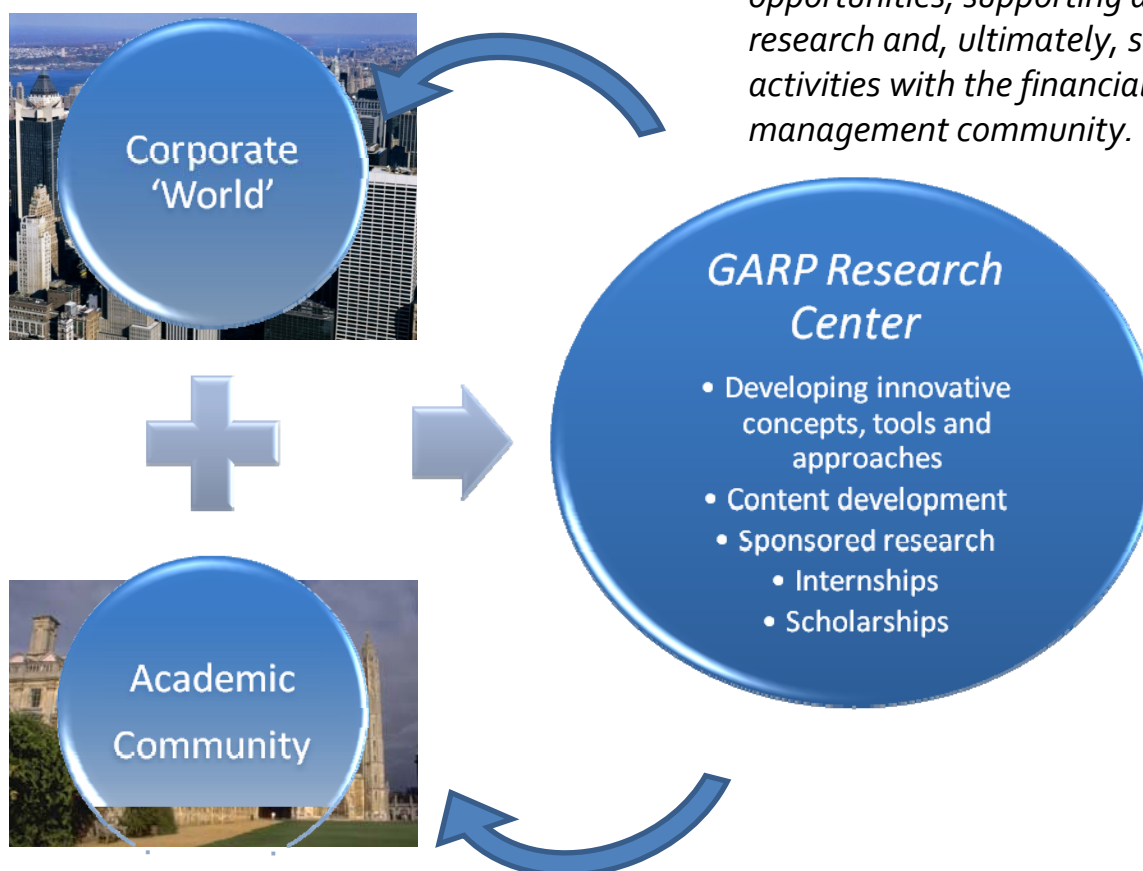 opportunities, supporting
research and, ultimately,
activities with the financial
management community.
Corporate
‘World’
GARP Research
Center
• Developing innovative
concepts, tools and
approaches
• Content development
• Sponsored research
• Internships
• Scholarships
Academic
Community